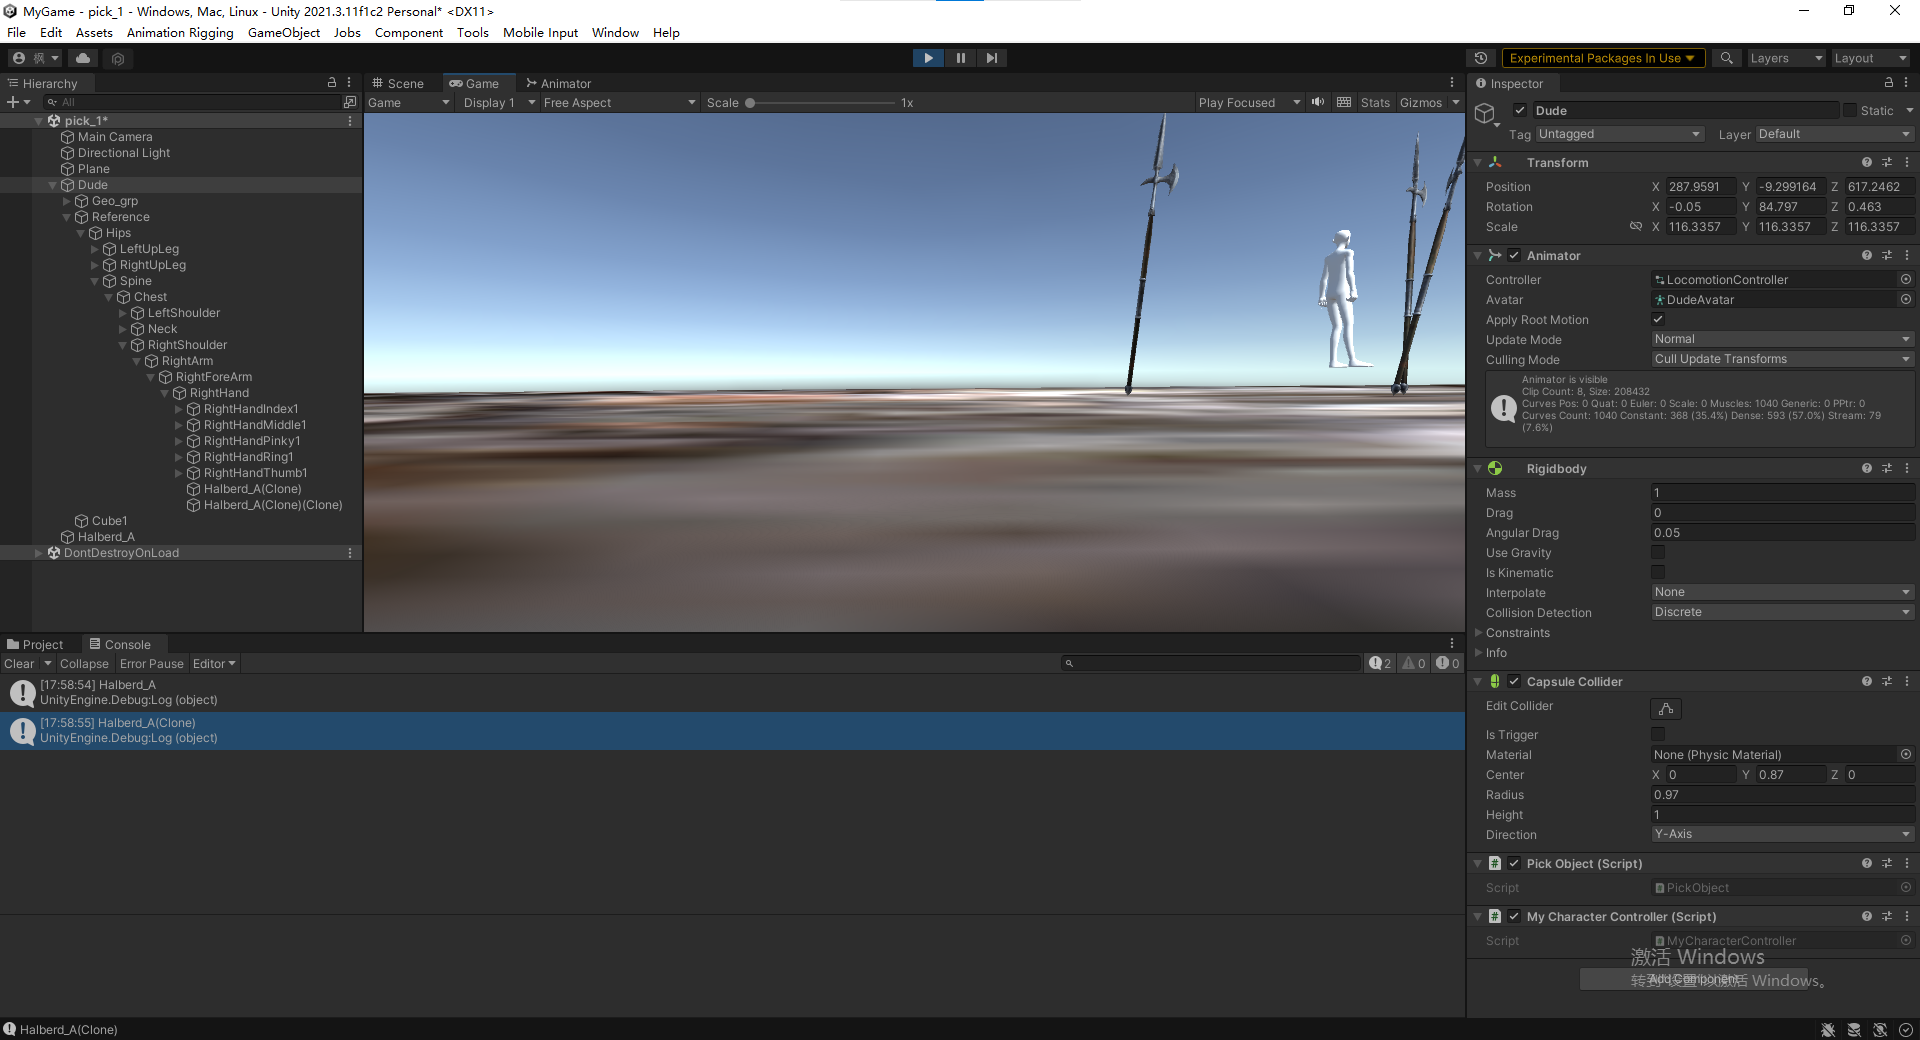 MyGame - pick_1 - Windows, Mac, Linux - Unity 2021.3.11f1c2 Personal* <DX11>
File Edit Assets Animation Rigging GameObject Jobs Component Tools Mobile Input Window Help
枫 Experimental Packages In Use Layers Layout
Hierarchy
All
pick_1*
Main Camera
Directional Light
Plane
Dude
Geo_grp
Reference
Hips
LeftUpLeg
RightUpLeg
Spine
Chest
LeftShoulder
Neck
RightShoulder
RightArm
RightForeArm
RightHand
RightHandIndex1
RightHandMiddle1
RightHandPinky1
RightHandRing1
RightHandThumb1
Halberd_A(Clone)
Halberd_A(Clone)(Clone)
Cube1
Halberd_A
DontDestroyOnLoad
Scene Game Animator
Game Display 1 Free Aspect Scale 1x Play Focused Stats Gizmos
Inspector
Dude Static
Tag Untagged Layer Default
Transform
Position X 287.9591 Y -9.299164 Z 617.2462
Rotation X -0.05 Y 84.797 Z 0.463
Scale X 116.3357 Y 116.3357 Z 116.3357
Animator
Controller LocomotionController
Avatar DudeAvatar
Apply Root Motion
Update Mode Normal
Culling Mode Cull Update Transforms
Animator is visible
Clip Count: 8, Size: 208432
Curves Pos: 0 Quat: 0 Euler: 0 Scale: 0 Muscles: 1040 Generic: 0 PPtr: 0
Curves Count: 1040 Constant: 368 (35.4%) Dense: 593 (57.0%) Stream: 79
(7.6%)
Rigidbody
Mass 1
Drag 0
Angular Drag 0.05
Use Gravity
Is Kinematic
Interpolate None
Collision Detection Discrete
Constraints
Info
Capsule Collider
Edit Collider
Is Trigger
Material None (Physic Material)
Center X 0 Y 0.87 Z 0
Radius 0.97
Height 1
Direction Y-Axis
Pick Object (Script)
Script PickObject
My Character Controller (Script)
Script MyCharacterController
Add Component
激活 Windows
转到"设置"以激活 Windows。
Project Console
Clear Collapse Error Pause Editor 2 0 0
[17:58:54] Halberd_A
UnityEngine.Debug:Log (object)
[17:58:55] Halberd_A(Clone)
UnityEngine.Debug:Log (object)
Halberd_A(Clone)